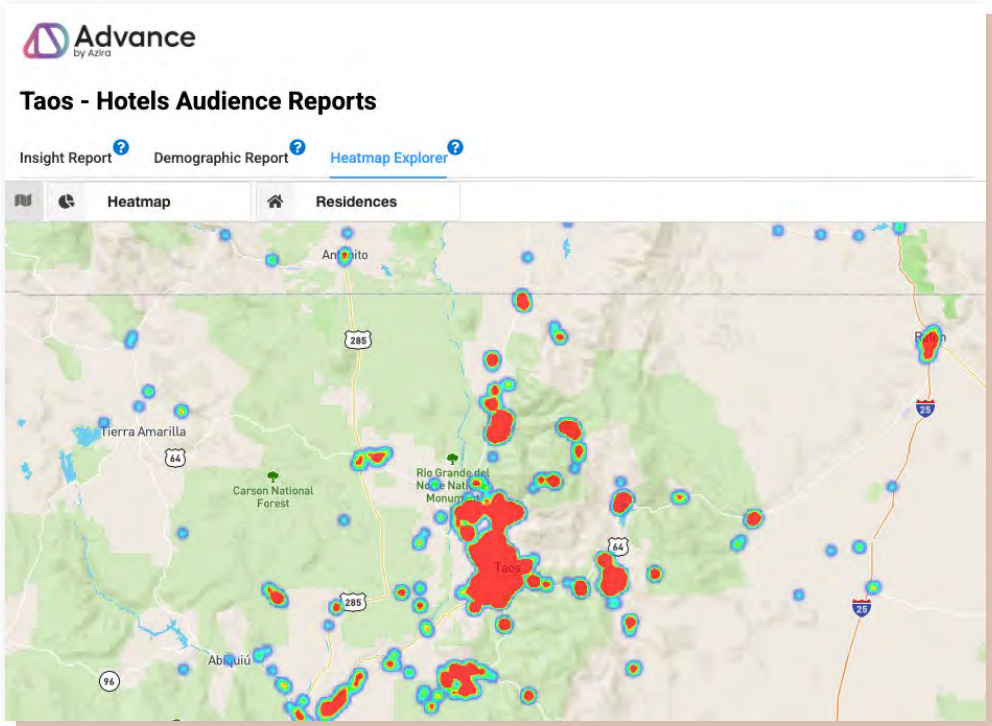 Advance
by Azira
Taos - Hotels Audience Reports
Insight Report ?
Demographic Report ?
Heatmap Explorer ?
Heatmap
Residences
Antonito
285
Raton
25
Tierra Amarilla
64
Rio Grande del
Norte National
Monument
Carson National
Forest
64
Taos
285
25
Abiquiú
96